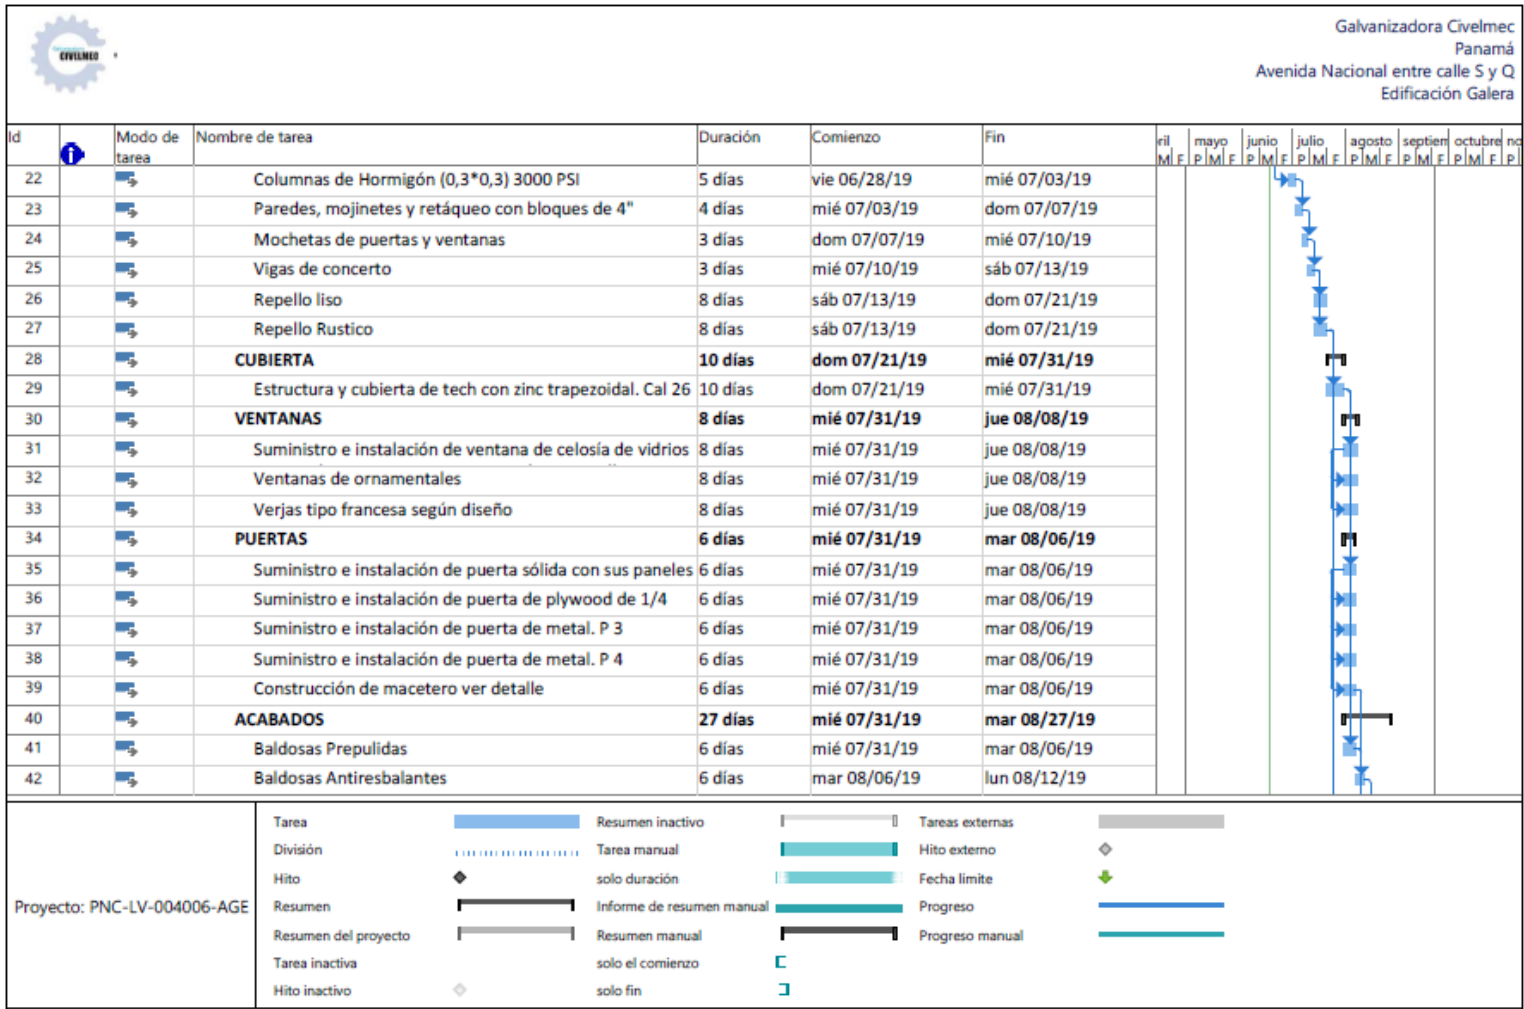 CIVELMEC
Galvanizadora Civelmec
Panamá
Avenida Nacional entre calle S y Q
Edificación Galera
Id Modo de tarea Nombre de tarea Duración Comienzo Fin ril mayo junio julio agosto septiem octubre no
M F P M F P M F P M F P M F P M F P M F P
22 Columnas de Hormigón (0,3*0,3) 3000 PSI 5 días vie 06/28/19 mié 07/03/19
23 Paredes, mojinetes y retáqueo con bloques de 4" 4 días mié 07/03/19 dom 07/07/19
24 Mochetas de puertas y ventanas 3 días dom 07/07/19 mié 07/10/19
25 Vigas de concerto 3 días mié 07/10/19 sáb 07/13/19
26 Repello liso 8 días sáb 07/13/19 dom 07/21/19
27 Repello Rustico 8 días sáb 07/13/19 dom 07/21/19
28 CUBIERTA 10 días dom 07/21/19 mié 07/31/19
29 Estructura y cubierta de tech con zinc trapezoidal. Cal 26 10 días dom 07/21/19 mié 07/31/19
30 VENTANAS 8 días mié 07/31/19 jue 08/08/19
31 Suministro e instalación de ventana de celosía de vidrios 8 días mié 07/31/19 jue 08/08/19
32 Ventanas de ornamentales 8 días mié 07/31/19 jue 08/08/19
33 Verjas tipo francesa según diseño 8 días mié 07/31/19 jue 08/08/19
34 PUERTAS 6 días mié 07/31/19 mar 08/06/19
35 Suministro e instalación de puerta sólida con sus paneles 6 días mié 07/31/19 mar 08/06/19
36 Suministro e instalación de puerta de plywood de 1/4 6 días mié 07/31/19 mar 08/06/19
37 Suministro e instalación de puerta de metal. P 3 6 días mié 07/31/19 mar 08/06/19
38 Suministro e instalación de puerta de metal. P 4 6 días mié 07/31/19 mar 08/06/19
39 Construcción de macetero ver detalle 6 días mié 07/31/19 mar 08/06/19
40 ACABADOS 27 días mié 07/31/19 mar 08/27/19
41 Baldosas Prepulidas 6 días mié 07/31/19 mar 08/06/19
42 Baldosas Antiresbalantes 6 días mar 08/06/19 lun 08/12/19
Proyecto: PNC-LV-004006-AGE
Tarea Resumen inactivo Tareas externas
División Tarea manual Hito externo
Hito solo duración Fecha límite
Resumen Informe de resumen manual Progreso
Resumen del proyecto Resumen manual Progreso manual
Tarea inactiva solo el comienzo
Hito inactivo solo fin